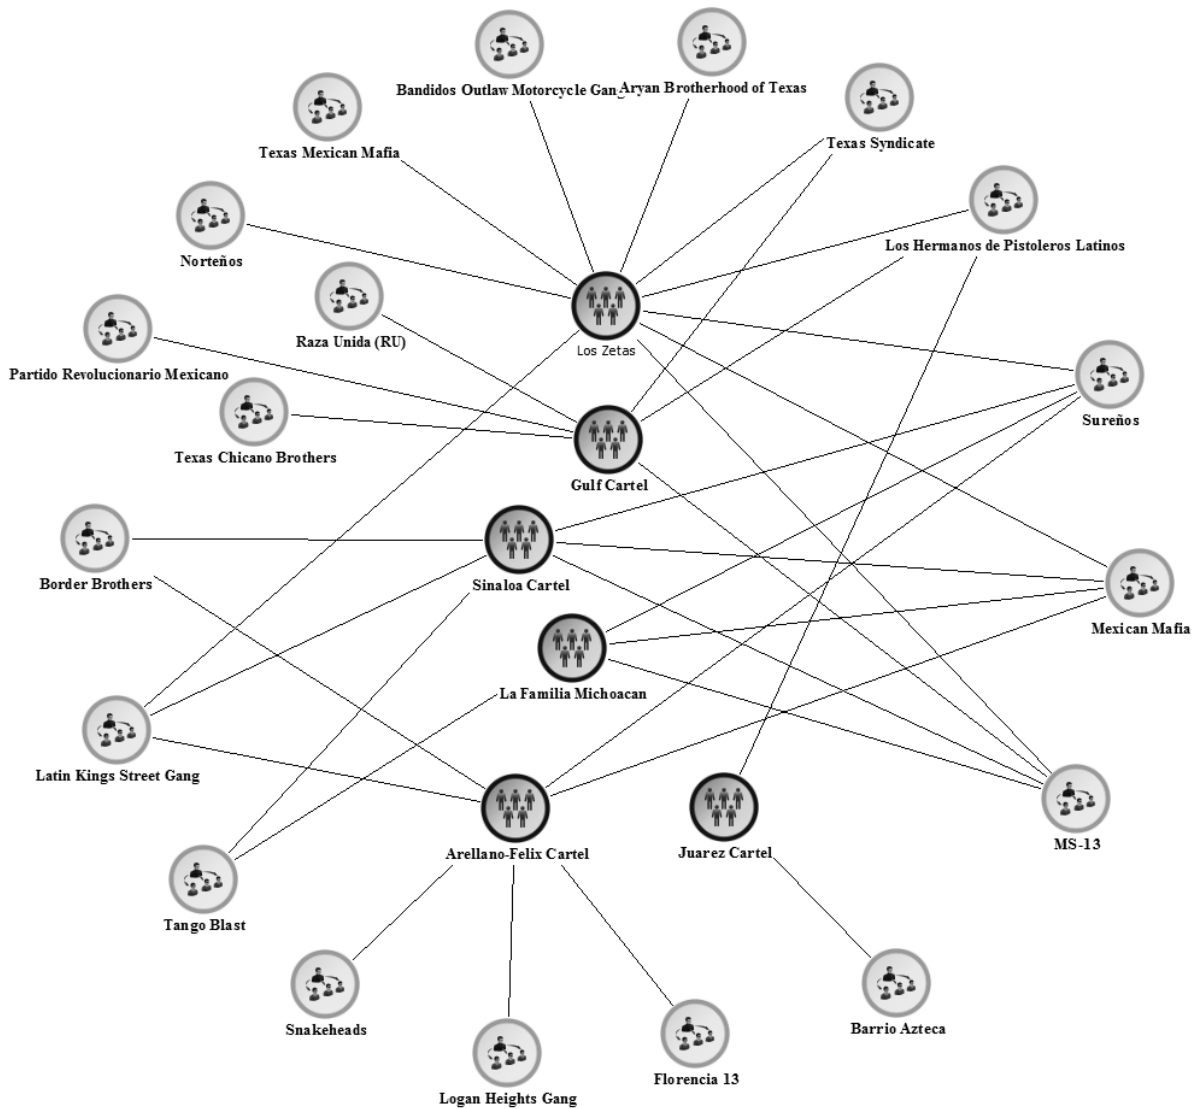 Bandidos Outlaw Motorcycle Gang
Aryan Brotherhood of Texas
Texas Mexican Mafia
Texas Syndicate
Norteños
Los Hermanos de Pistoleros Latinos
Raza Unida (RU)
Los Zetas
Partido Revolucionario Mexicano
Sureños
Texas Chicano Brothers
Gulf Cartel
Border Brothers
Sinaloa Cartel
Mexican Mafia
La Familia Michoacan
Latin Kings Street Gang
Arellano-Felix Cartel
Juarez Cartel
MS-13
Tango Blast
Snakeheads
Barrio Azteca
Florencia 13
Logan Heights Gang